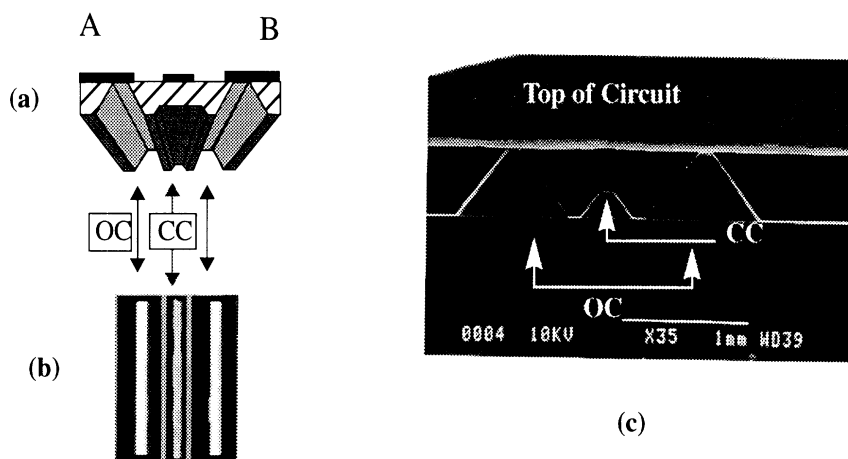 A B
(a)
OC CC
(b)
Top of Circuit
CC
OC
0004 10KV X35 1mm WD39
(c)